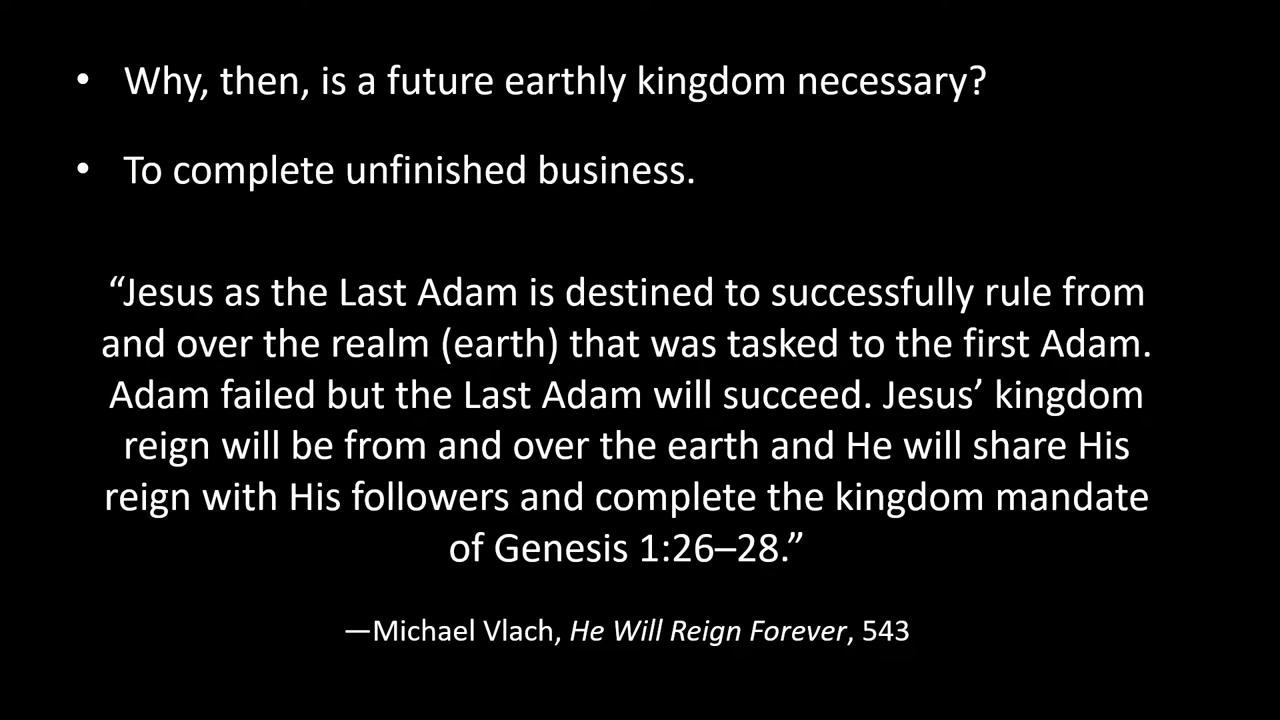 • Why, then, is a future earthly kingdom necessary?
• To complete unfinished business.
“Jesus as the Last Adam is destined to successfully rule from
and over the realm (earth) that was tasked to the first Adam.
Adam failed but the Last Adam will succeed. Jesus’ kingdom
reign will be from and over the earth and He will share His
reign with His followers and complete the kingdom mandate
of Genesis 1:26–28.”
—Michael Vlach, He Will Reign Forever, 543